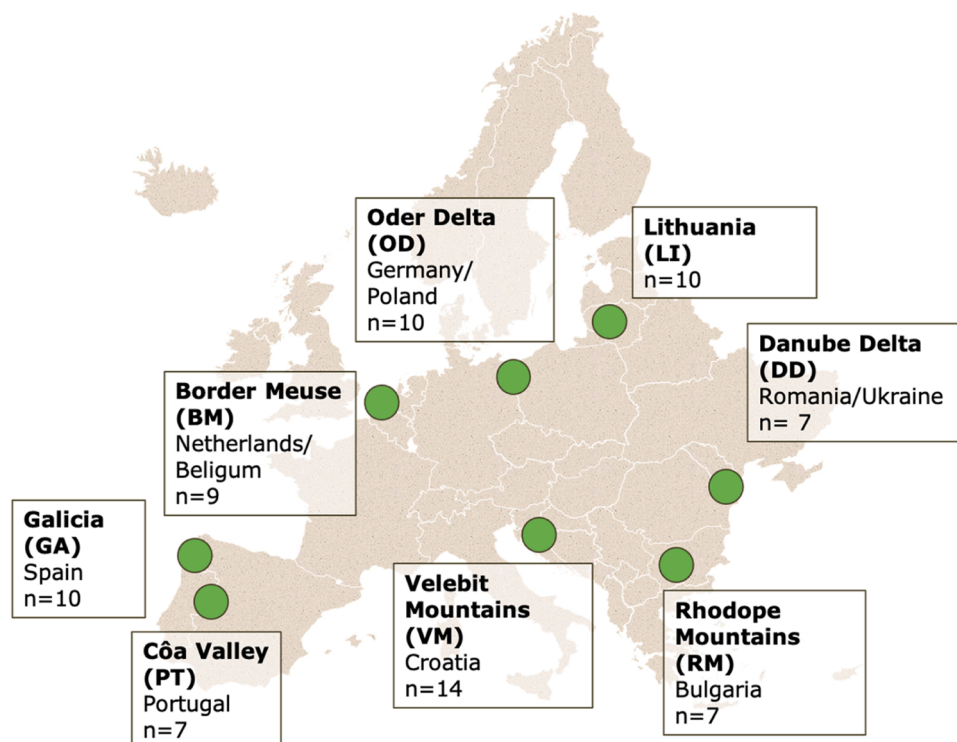 Oder Delta
(OD)
Germany/
Poland
n=10
Lithuania
(LI)
n=10
Danube Delta
(DD)
Romania/Ukraine
n= 7
Border Meuse
(BM)
Netherlands/
Beligum
n=9
Galicia
(GA)
Spain
n=10
Velebit
Mountains
(VM)
Croatia
n=14
Rhodope
Mountains
(RM)
Bulgaria
n=7
Côa Valley
(PT)
Portugal
n=7